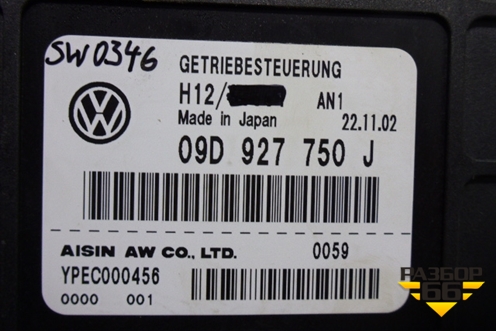 SW0346
GETRIEBESTEUERUNG
H12/
AN1
Made in Japan
22.11.02
09D 927 750 J
AISIN AW CO., LTD.
0059
YPEC000456
0000 001
РАЗБОР
66